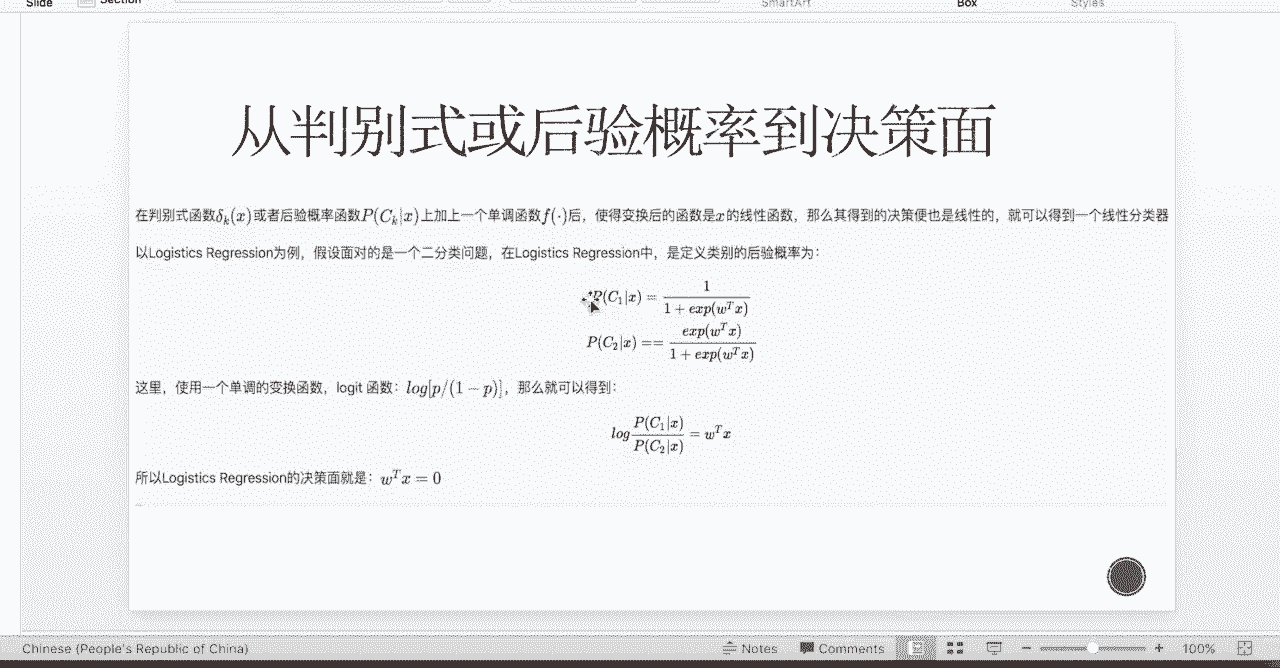 Slide
Section
SmartArt
Box
Styles
从判别式或后验概率到决策面
在判别式函数δ_k(x)或者后验概率函数P(C_k|x)上加上一个单调函数f(·)后，使得变换后的函数是x的线性函数，那么其得到的决策便也是线性的，就可以得到一个线性分类器
以Logistics Regression为例，假设面对的是一个二分类问题，在Logistics Regression中，是定义类别的后验概率为：
P(C_1|x) = 1 / (1 + exp(w^T x))
P(C_2|x) == exp(w^T x) / (1 + exp(w^T x))
这里，使用一个单调的变换函数，logit 函数：log[p/(1 − p)]，那么就可以得到：
log P(C_1|x) / P(C_2|x) = w^T x
所以Logistics Regression的决策面就是：w^T x = 0
Chinese (People's Republic of China)
Notes
Comments
100%